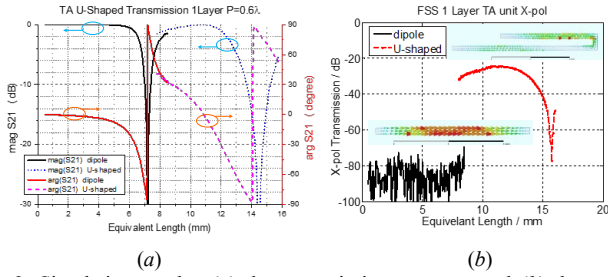 TA U-Shaped Transmission 1Layer P=0.6λ
mag S21 （dB）
0
-10
-20
-30
mag(S21) dipole
mag(S21) U-shaped
arg(S21) dipole
arg(S21) U-shaped
90
60
30
0
-30
-60
-90
arg S21 （degree）
0 2 4 6 8 10 12 14 16
Equivalent Length (mm)
(a)
FSS 1 Layer TA unit X-pol
X-pol Transmission / dB
0
-20
-40
-60
-80
-100
dipole
U-shaped
0 5 10 15 20
Equivelant Length / mm
(b)